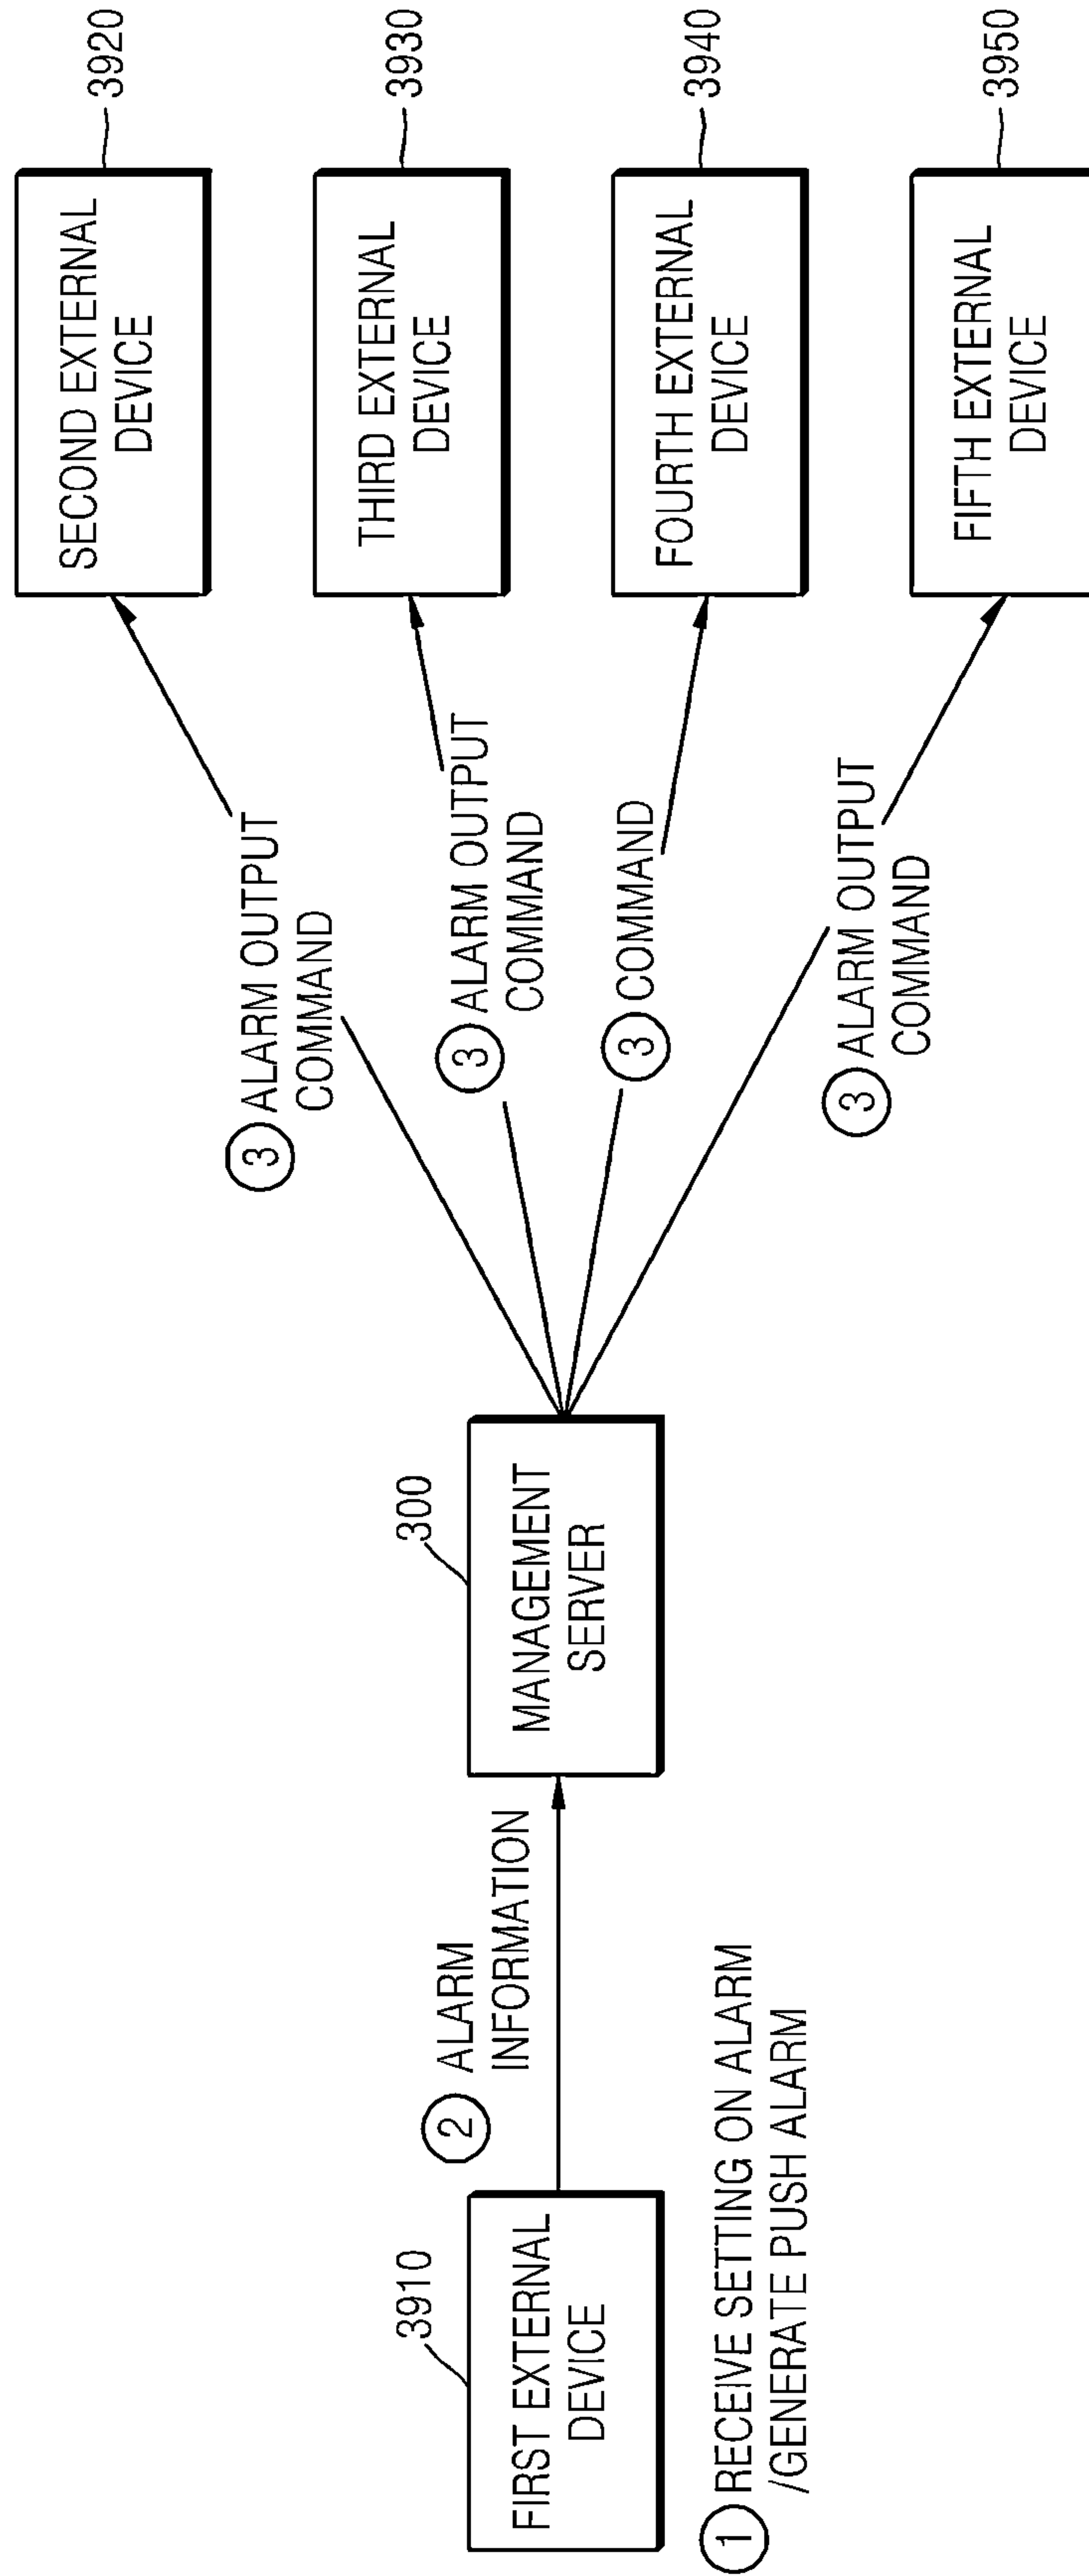 3910
FIRST EXTERNAL
DEVICE
1 RECEIVE SETTING ON ALARM
/GENERATE PUSH ALARM
2 ALARM
INFORMATION
300
MANAGEMENT
SERVER
3 ALARM OUTPUT
COMMAND
3 ALARM OUTPUT
COMMAND
3 COMMAND
3 ALARM OUTPUT
COMMAND
SECOND EXTERNAL
DEVICE
3920
THIRD EXTERNAL
DEVICE
3930
FOURTH EXTERNAL
DEVICE
3940
FIFTH EXTERNAL
DEVICE
3950